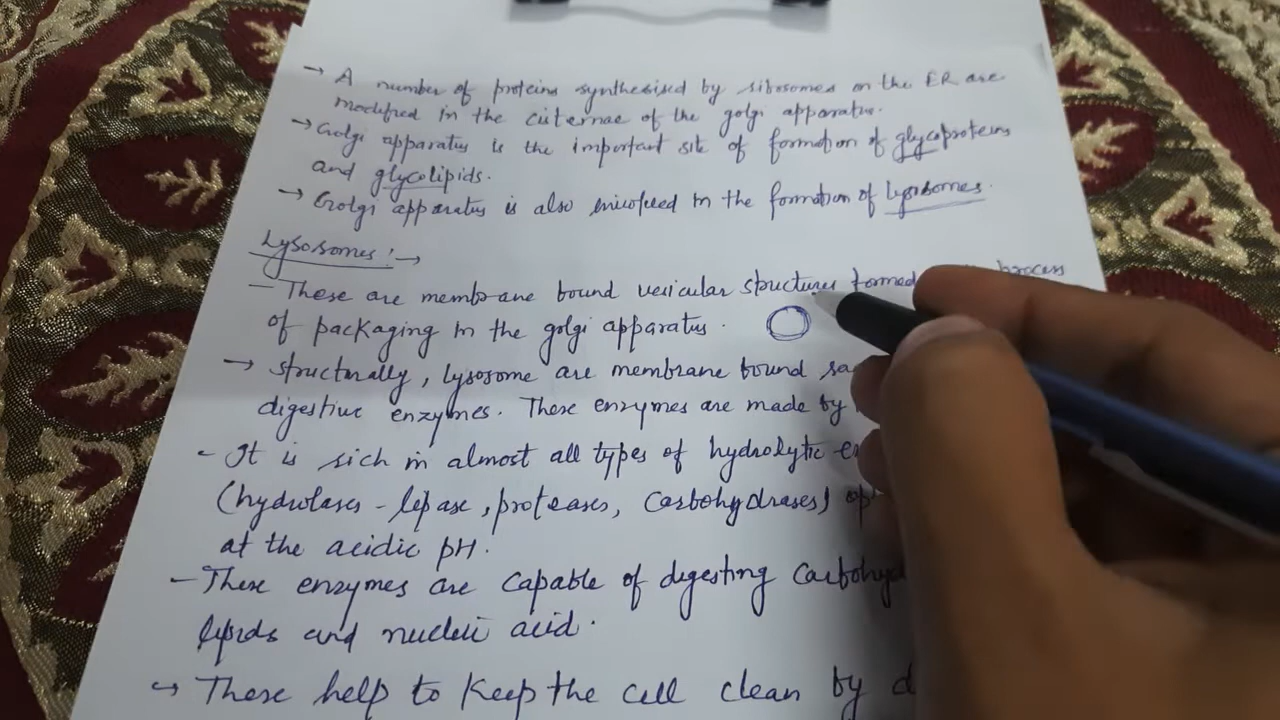 → A number of proteins synthesised by ribosomes on the ER are
modified in the cisternae of the golgi apparatus.
→ Golgi apparatus is the important site of formation of glycoproteins
and glycolipids.
→ Golgi apparatus is also involved in the formation of lysosomes.
Lysosomes:→
– These are membrane bound vesicular structures formed process
of packaging in the golgi apparatus.
→ structurally, lysosome are membrane bound
digestive enzymes. These enzymes are made by
- It is rich in almost all types of hydrolytic
(hydrolases - lipase, proteases, carbohydrases)
at the acidic pH.
– These enzymes are capable of digesting
lipids and nucleic acid.
→ These help to keep the cell clean by